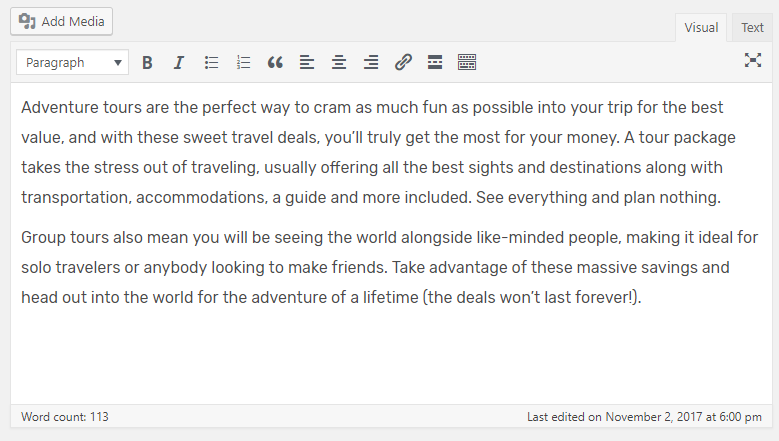 Add Media
Visual Text
Paragraph B I
Adventure tours are the perfect way to cram as much fun as possible into your trip for the best
value, and with these sweet travel deals, you’ll truly get the most for your money. A tour package
takes the stress out of traveling, usually offering all the best sights and destinations along with
transportation, accommodations, a guide and more included. See everything and plan nothing.
Group tours also mean you will be seeing the world alongside like-minded people, making it ideal for
solo travelers or anybody looking to make friends. Take advantage of these massive savings and
head out into the world for the adventure of a lifetime (the deals won’t last forever!).
Word count: 113 Last edited on November 2, 2017 at 6:00 pm